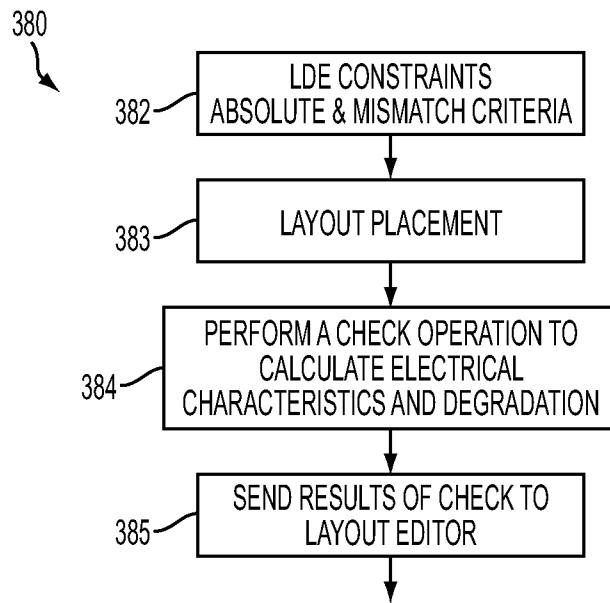 380
LDE CONSTRAINTS
ABSOLUTE & MISMATCH CRITERIA
382
LAYOUT PLACEMENT
383
PERFORM A CHECK OPERATION TO
CALCULATE ELECTRICAL
CHARACTERISTICS AND DEGRADATION
384
SEND RESULTS OF CHECK TO
LAYOUT EDITOR
385